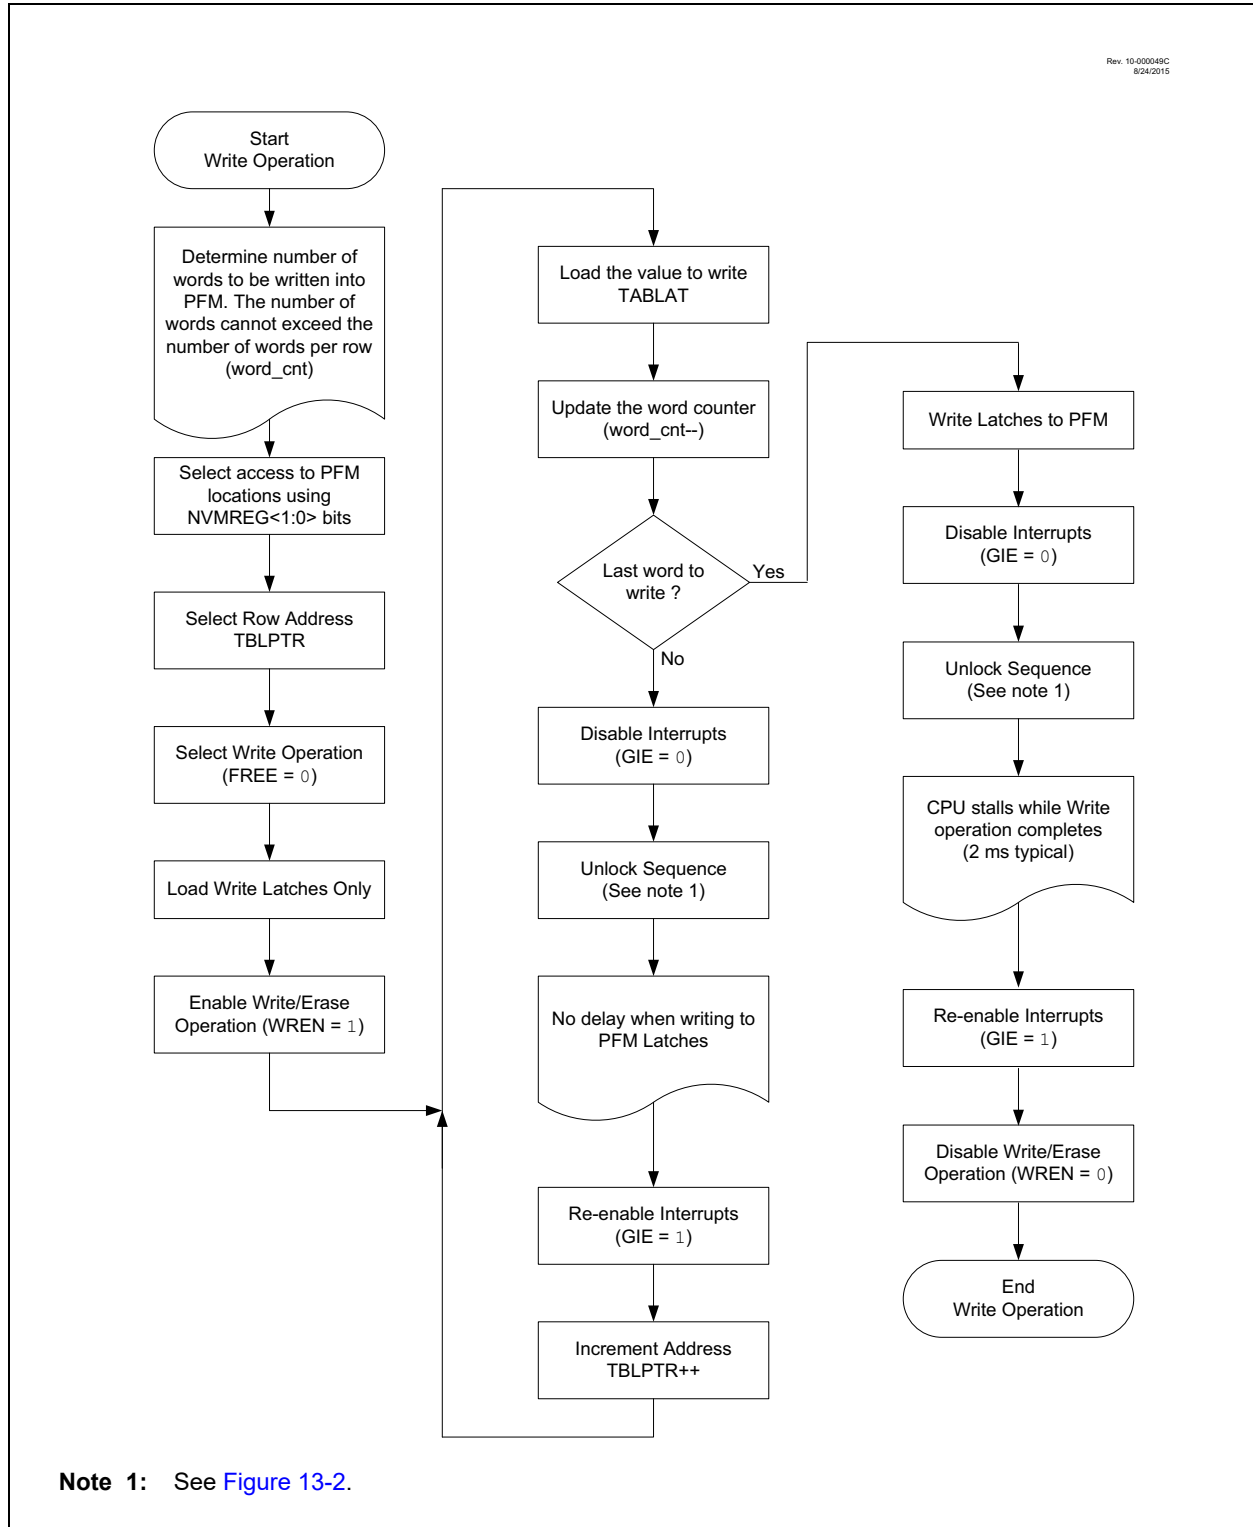 Rev. 10-000049C
8/24/2015
Start
Write Operation
Determine number of
words to be written into
PFM. The number of
words cannot exceed the
number of words per row
(word_cnt)
Select access to PFM
locations using
NVMREG<1:0> bits
Select Row Address
TBLPTR
Select Write Operation
(FREE = 0)
Load Write Latches Only
Enable Write/Erase
Operation (WREN = 1)
Load the value to write
TABLAT
Update the word counter
(word_cnt--)
Last word to
write ?
Yes
No
Disable Interrupts
(GIE = 0)
Unlock Sequence
(See note 1)
No delay when writing to
PFM Latches
Re-enable Interrupts
(GIE = 1)
Increment Address
TBLPTR++
Write Latches to PFM
Disable Interrupts
(GIE = 0)
Unlock Sequence
(See note 1)
CPU stalls while Write
operation completes
(2 ms typical)
Re-enable Interrupts
(GIE = 1)
Disable Write/Erase
Operation (WREN = 0)
End
Write Operation
Note 1: See Figure 13-2.